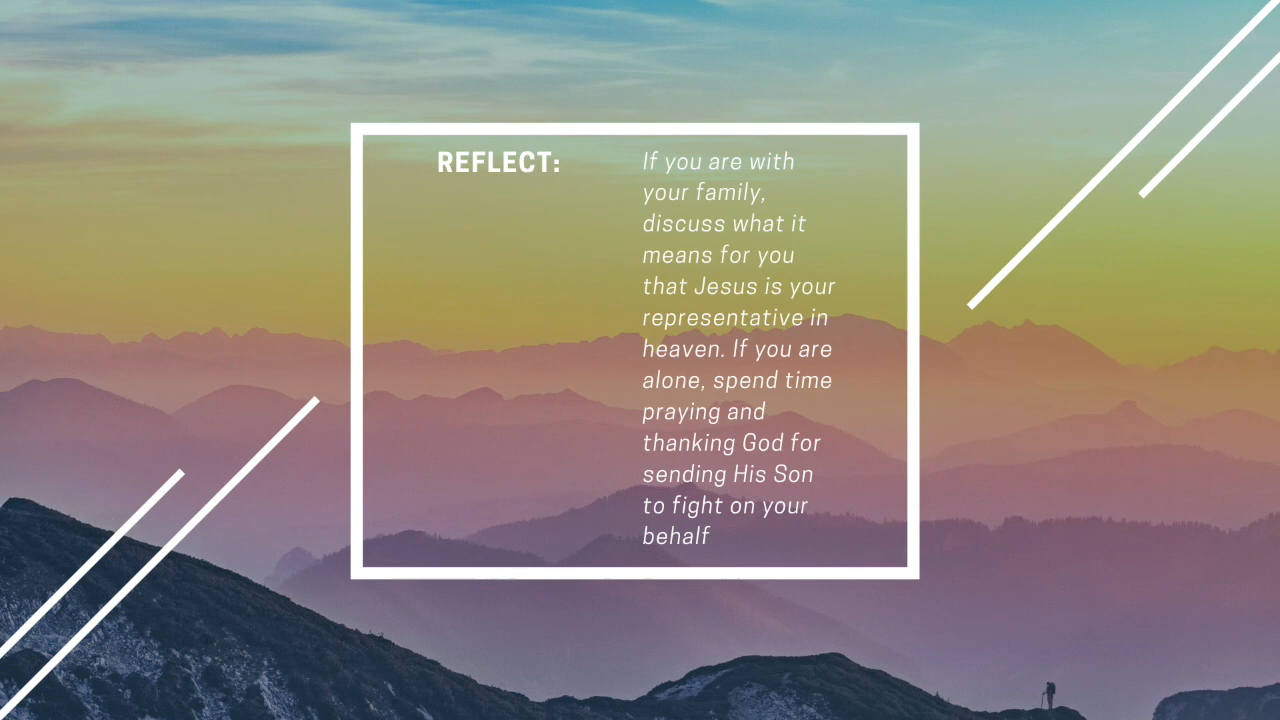 REFLECT:
If you are with
your family,
discuss what it
means for you
that Jesus is your
representative in
heaven. If you are
alone, spend time
praying and
thanking God for
sending His Son
to fight on your
behalf